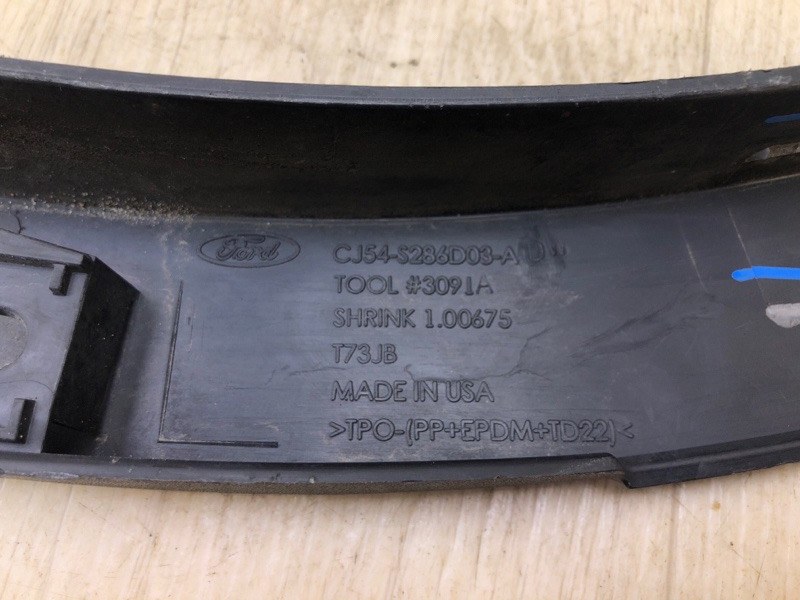 Ford
CJ54-S286D03-A
TOOL #3091A
SHRINK 1.00675
T73JB
MADE IN USA
>TPO-(PP+EPDM+TD22)<